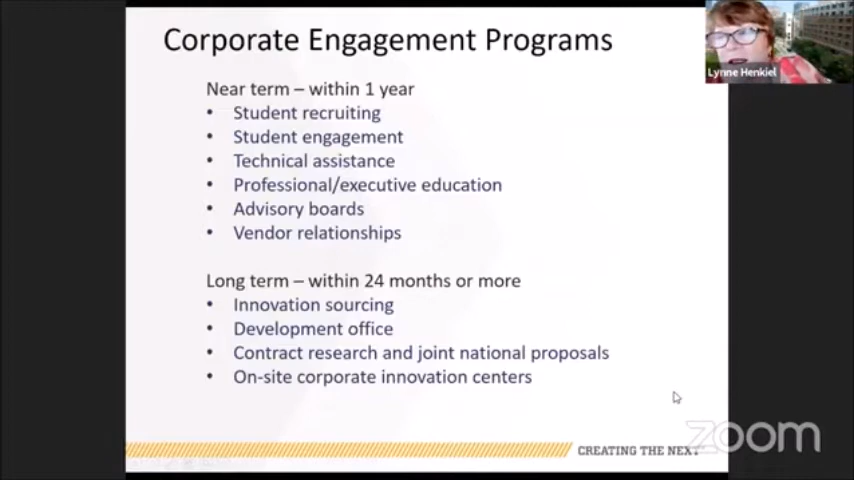 Corporate Engagement Programs
Lynne Henkiel
Near term – within 1 year
• Student recruiting
• Student engagement
• Technical assistance
• Professional/executive education
• Advisory boards
• Vendor relationships
Long term – within 24 months or more
• Innovation sourcing
• Development office
• Contract research and joint national proposals
• On-site corporate innovation centers
CREATING THE NEXT
zoom